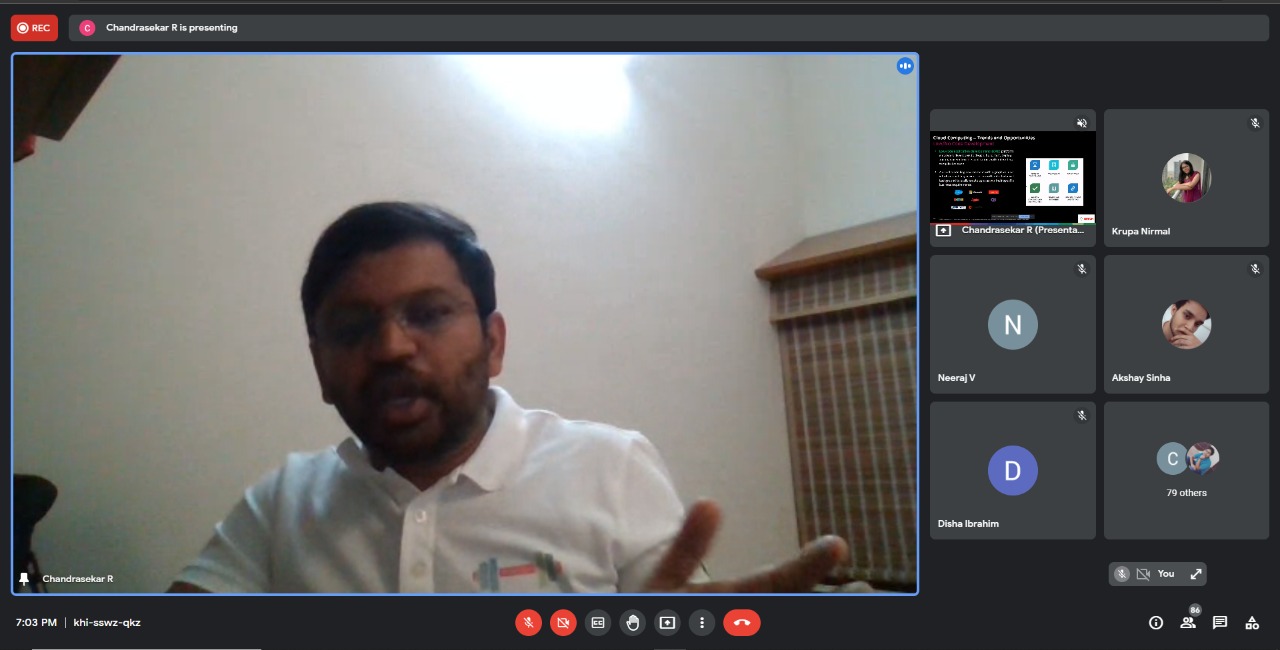 REC
C
Chandrasekar R is presenting
Cloud Computing – Trends and Opportunities
Chandrasekar R (Presenta...
Krupa Nirmal
N
Neeraj V
Akshay Sinha
D
Disha Ibrahim
C
79 others
Chandrasekar R
You
7:03 PM | khi-sswz-qkz
CC
86